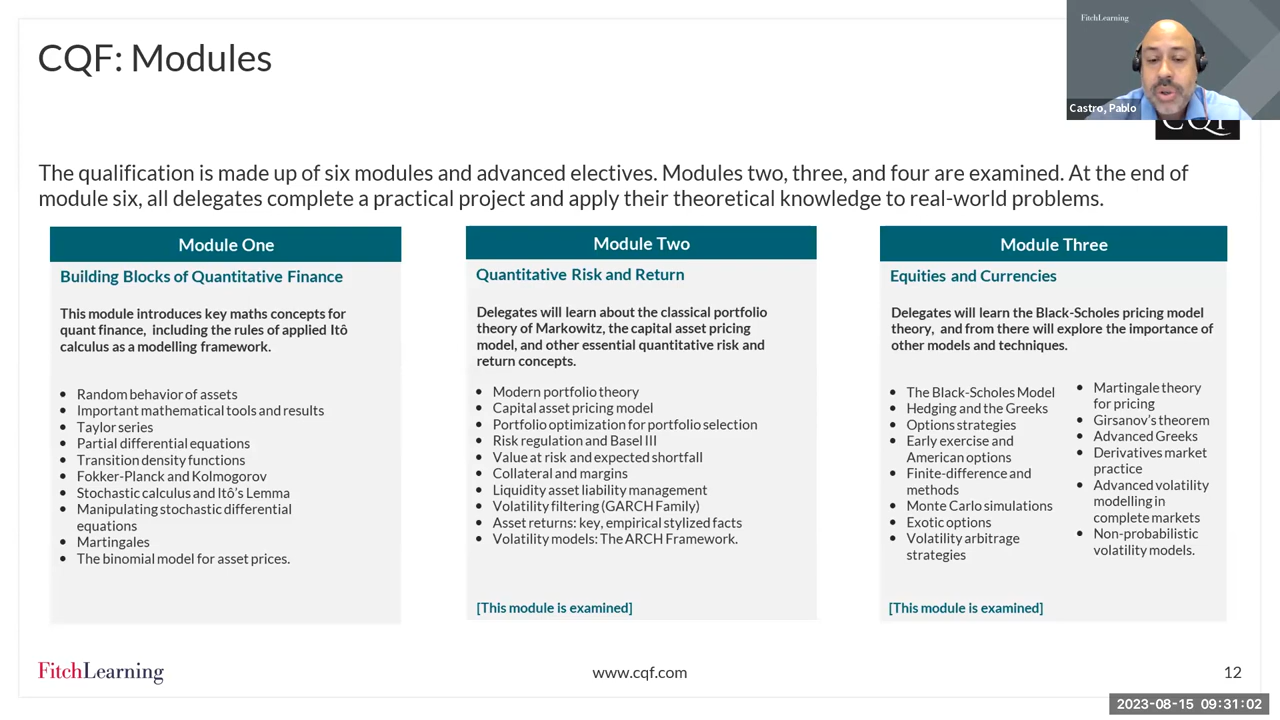 FitchLearning
CQF: Modules
Castro, Pablo
CQF
The qualification is made up of six modules and advanced electives. Modules two, three, and four are examined. At the end of
module six, all delegates complete a practical project and apply their theoretical knowledge to real-world problems.
Module One
Building Blocks of Quantitative Finance
This module introduces key maths concepts for
quant finance, including the rules of applied Itô
calculus as a modelling framework.
• Random behavior of assets
• Important mathematical tools and results
• Taylor series
• Partial differential equations
• Transition density functions
• Fokker-Planck and Kolmogorov
• Stochastic calculus and Itô's Lemma
• Manipulating stochastic differential
equations
• Martingales
• The binomial model for asset prices.
Module Two
Quantitative Risk and Return
Delegates will learn about the classical portfolio
theory of Markowitz, the capital asset pricing
model, and other essential quantitative risk and
return concepts.
• Modern portfolio theory
• Capital asset pricing model
• Portfolio optimization for portfolio selection
• Risk regulation and Basel III
• Value at risk and expected shortfall
• Collateral and margins
• Liquidity asset liability management
• Volatility filtering (GARCH Family)
• Asset returns: key, empirical stylized facts
• Volatility models: The ARCH Framework.
[This module is examined]
Module Three
Equities and Currencies
Delegates will learn the Black-Scholes pricing model
theory, and from there will explore the importance of
other models and techniques.
• The Black-Scholes Model
• Hedging and the Greeks
• Options strategies
• Early exercise and
American options
• Finite-difference and
methods
• Monte Carlo simulations
• Exotic options
• Volatility arbitrage
strategies
• Martingale theory
for pricing
• Girsanov's theorem
• Advanced Greeks
• Derivatives market
practice
• Advanced volatility
modelling in
complete markets
• Non-probabilistic
volatility models.
[This module is examined]
FitchLearning
www.cqf.com
12
2023-08-15 09:31:02